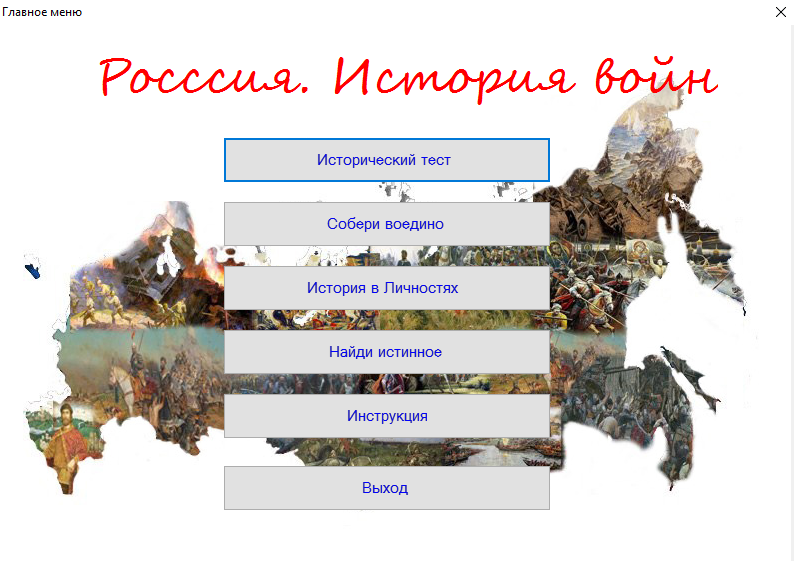 Главное меню
Росссия. История войн
Исторический тест
Собери воедино
История в Личностях
Найди истинное
Инструкция
Выход